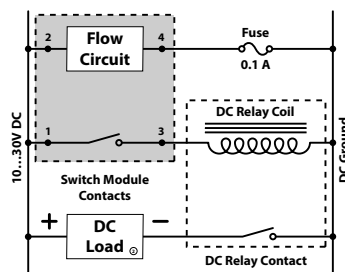 2
Flow
Circuit
4
Fuse
0.1 A
10....30V DC
1
3
DC Relay Coil
DC Ground
Switch Module
Contacts
+
DC
Load ②
−
DC Relay Contact